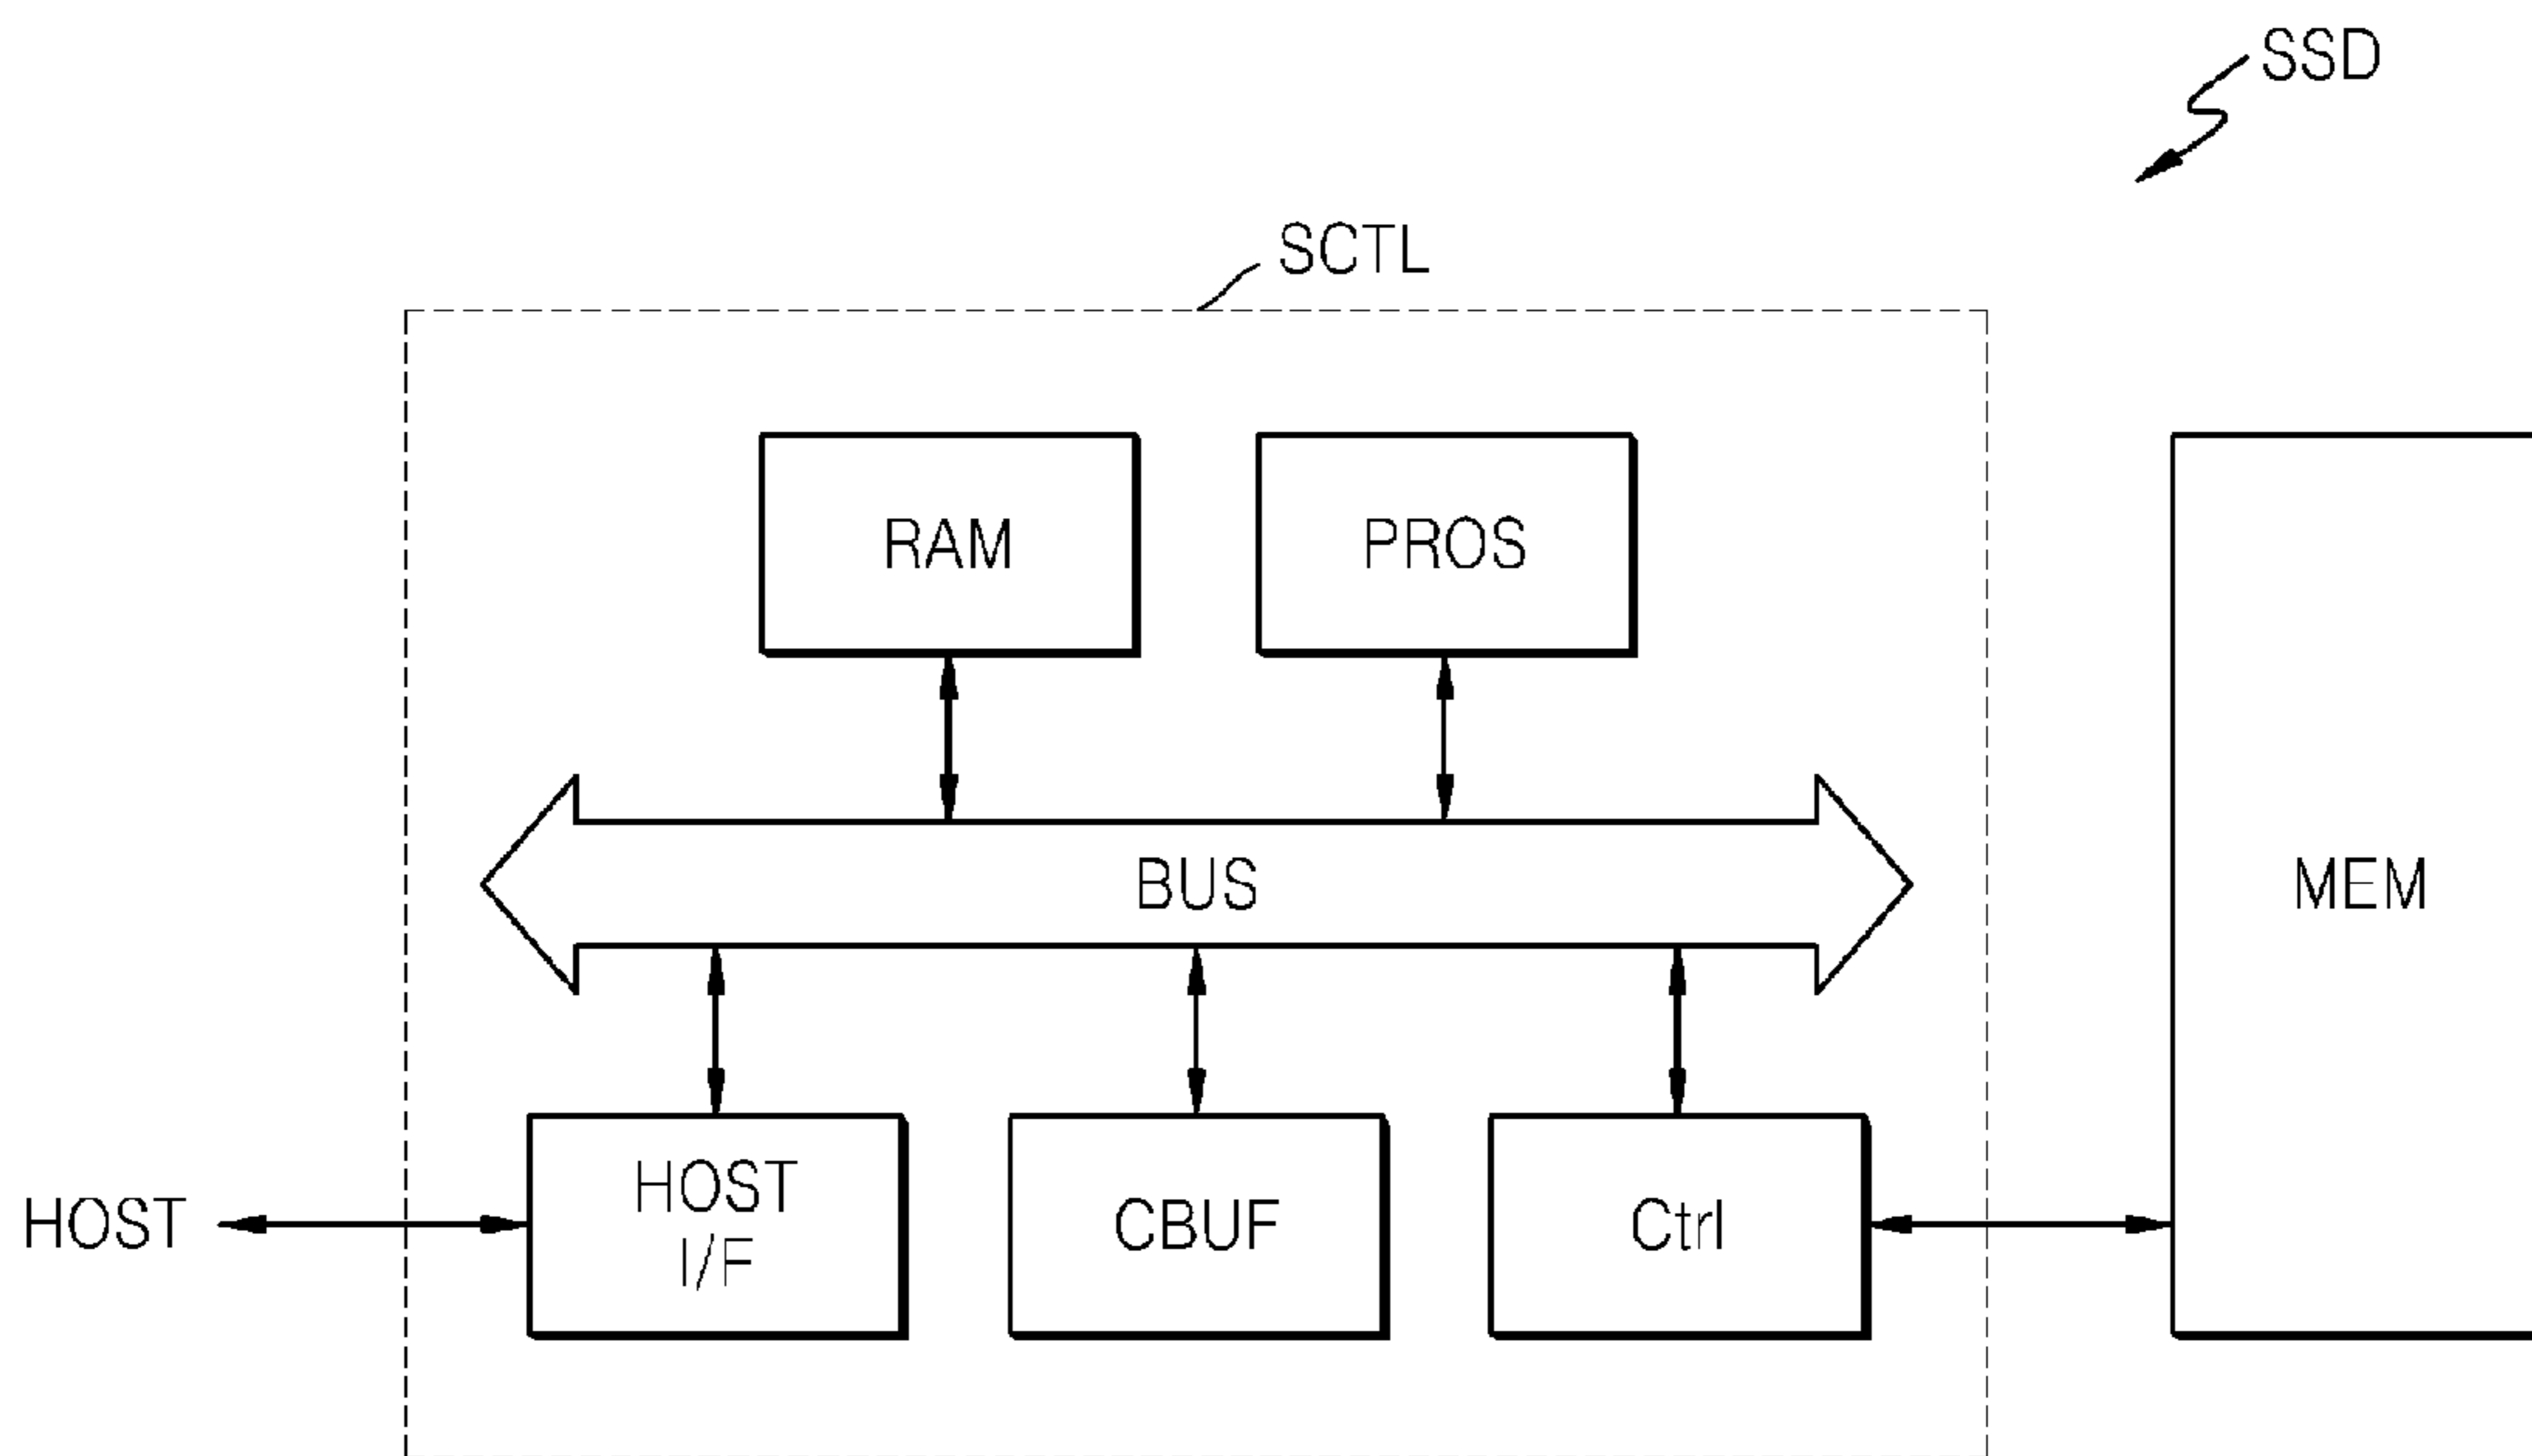 SSD
SCTL
RAM
PROS
BUS
MEM
HOST
HOST
I/F
CBUF
Ctrl